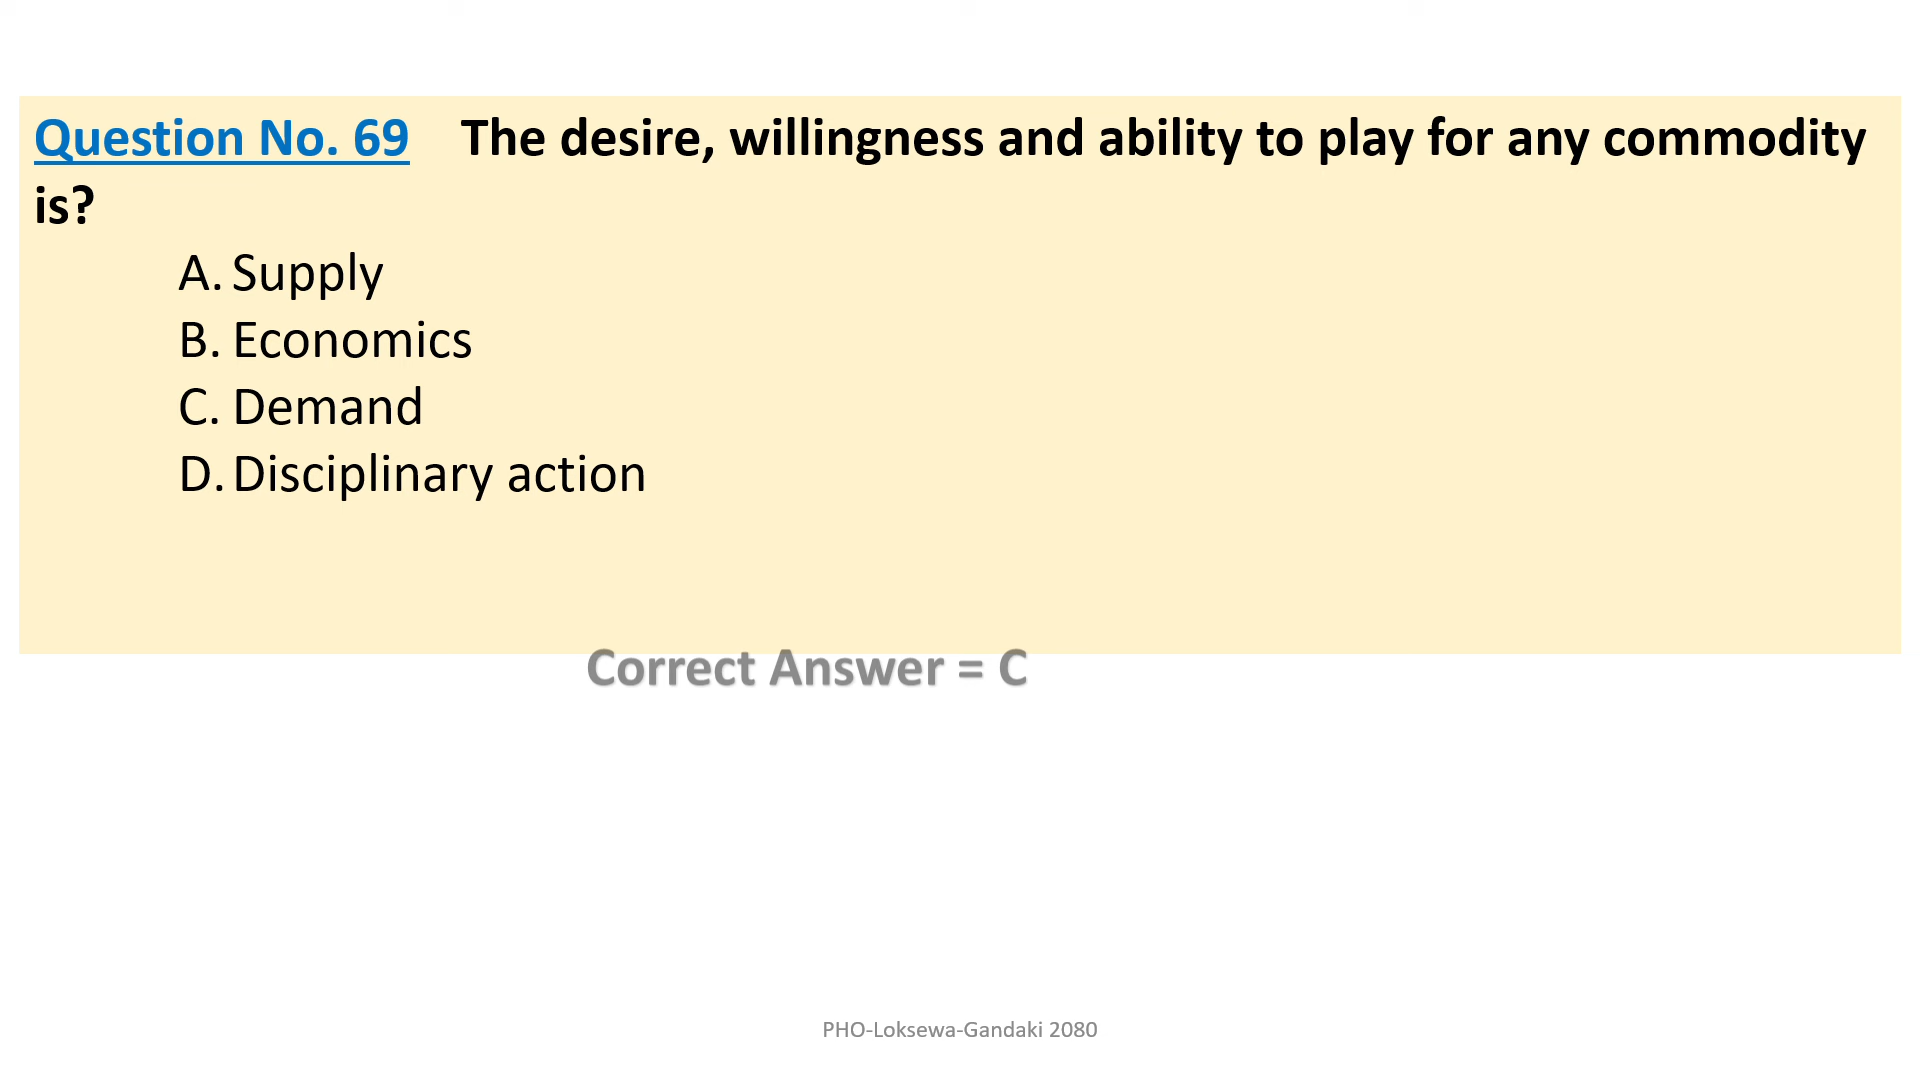 Question No. 69 The desire, willingness and ability to play for any commodity
is?
A. Supply
B. Economics
C. Demand
D. Disciplinary action
Correct Answer = C
PHO-Loksewa-Gandaki 2080